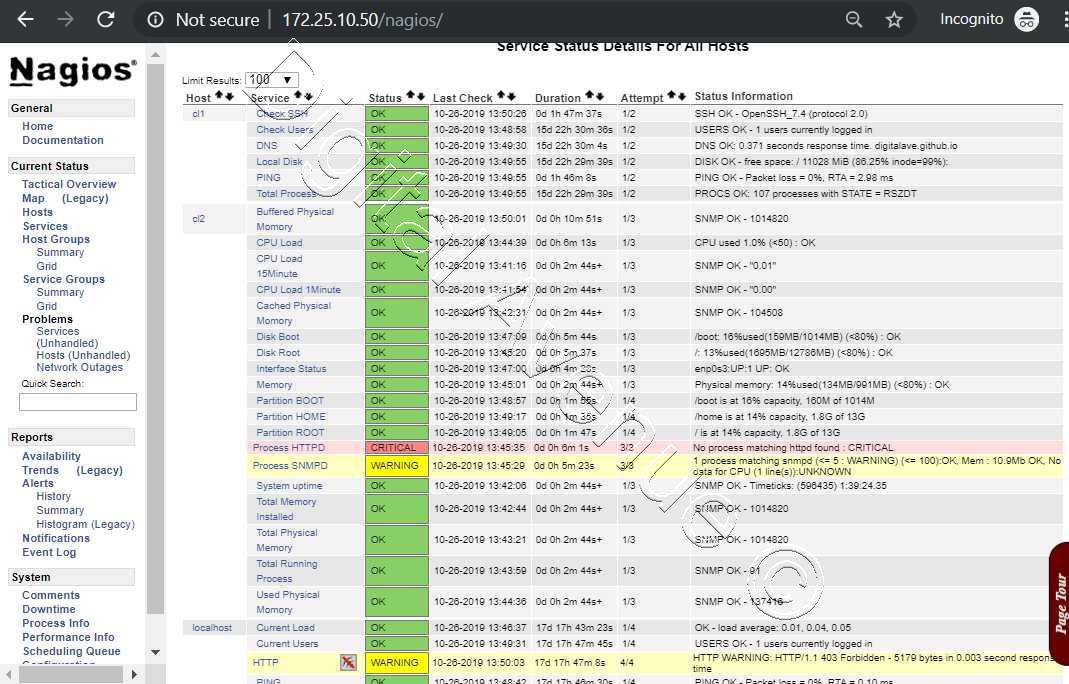 Not secure | 172.25.10.50/nagios/
Incognito
Nagios®
General
Home
Documentation
Current Status
Tactical Overview
Map (Legacy)
Hosts
Services
Host Groups
Summary
Grid
Service Groups
Summary
Grid
Problems
Services
(Unhandled)
Hosts (Unhandled)
Network Outages
Quick Search:
Reports
Availability
Trends (Legacy)
Alerts
History
Summary
Histogram (Legacy)
Notifications
Event Log
System
Comments
Downtime
Process Info
Performance Info
Scheduling Queue
Configuration
Service Status Details For All Hosts
Limit Results: 100
Host Service Status Last Check Duration Attempt Status Information
cl1 Check SSH OK 10-26-2019 13:50:26 0d 1h 47m 37s 1/2 SSH OK - OpenSSH_7.4 (protocol 2.0)
Check Users OK 10-26-2019 13:48:58 15d 22h 30m 36s 1/2 USERS OK - 1 users currently logged in
DNS OK 10-26-2019 13:49:30 15d 22h 30m 4s 1/2 DNS OK: 0.371 seconds response time. digitalave.github.io
Local Disk OK 10-26-2019 13:49:55 15d 22h 29m 39s 1/2 DISK OK - free space: / 11028 MiB (86.25% inode=99%):
PING OK 10-26-2019 13:49:55 0d 1h 46m 8s 1/2 PING OK - Packet loss = 0%, RTA = 2.98 ms
Total Process OK 10-26-2019 13:49:55 15d 22h 29m 39s 1/2 PROCS OK: 107 processes with STATE = RSZDT
cl2 Buffered Physical
Memory OK 10-26-2019 13:50:01 0d 0h 10m 51s 1/3 SNMP OK - 1014820
CPU Load OK 10-26-2019 13:44:39 0d 0h 6m 13s 1/3 CPU used 1.0% (<50) : OK
CPU Load
15Minute OK 10-26-2019 13:41:16 0d 0h 2m 44s+ 1/3 SNMP OK - "0.01"
CPU Load 1Minute OK 10-26-2019 13:41:54 0d 0h 2m 44s+ 1/3 SNMP OK - "0.00"
Cached Physical
Memory OK 10-26-2019 13:42:31 0d 0h 2m 44s+ 1/3 SNMP OK - 104508
Disk Boot OK 10-26-2019 13:47:09 0d 0h 5m 44s 1/3 /boot: 16%used(159MB/1014MB) (<80%) : OK
Disk Root OK 10-26-2019 13:45:20 0d 0h 5m 37s 1/3 /: 13%used(1695MB/12786MB) (<80%) : OK
Interface Status OK 10-26-2019 13:47:00 0d 0h 4m 1/3 enp0s3:UP:1 UP: OK
Memory OK 10-26-2019 13:45:01 0d 0h 2m 44s+ 1/3 Physical memory: 14%used(134MB/991MB) (<80%) : OK
Partition BOOT OK 10-26-2019 13:48:57 0d 0h 1m 55s 1/4 /boot is at 16% capacity, 160M of 1014M
Partition HOME OK 10-26-2019 13:49:17 0d 0h 1m 35s 1/4 /home is at 14% capacity, 1.8G of 13G
Partition ROOT OK 10-26-2019 13:49:05 0d 0h 1m 47s 1/4 / is at 14% capacity, 1.8G of 13G
Process HTTPD CRITICAL 10-26-2019 13:45:35 0d 0h 6m 1s 3/3 No process matching httpd found : CRITICAL
Process SNMPD WARNING 10-26-2019 13:45:29 0d 0h 5m 23s 3/3 1 process matching snmpd (<= 5 : WARNING) (<= 100):OK, Mem : 10.9Mb OK, No
data for CPU (1 line(s)):UNKNOWN
System uptime OK 10-26-2019 13:42:06 0d 0h 2m 44s+ 1/3 SNMP OK - Timeticks: (596435) 1:39:24.35
Total Memory
Installed OK 10-26-2019 13:42:44 0d 0h 2m 44s+ 1/3 SNMP OK - 1014820
Total Physical
Memory OK 10-26-2019 13:43:21 0d 0h 2m 44s+ 1/3 SNMP OK - 1014820
Total Running
Process OK 10-26-2019 13:43:59 0d 0h 2m 44s+ 1/3 SNMP OK - 91
Used Physical
Memory OK 10-26-2019 13:44:36 0d 0h 2m 44s+ 1/3 SNMP OK - 137416
localhost Current Load OK 10-26-2019 13:46:37 17d 17h 43m 23s 1/4 OK - load average: 0.01, 0.04, 0.05
Current Users OK 10-26-2019 13:49:31 17d 17h 47m 45s 1/4 USERS OK - 1 users currently logged in
HTTP WARNING 10-26-2019 13:50:03 17d 17h 47m 8s 4/4 HTTP WARNING: HTTP/1.1 403 Forbidden - 5179 bytes in 0.003 second respons
time
PING OK 10-26-2019 13:48:42 17d 17h 46m 30s 1/4 PING OK - Packet loss = 0%, RTA = 0.10 ms
Page Tour
Digital Avenue ©